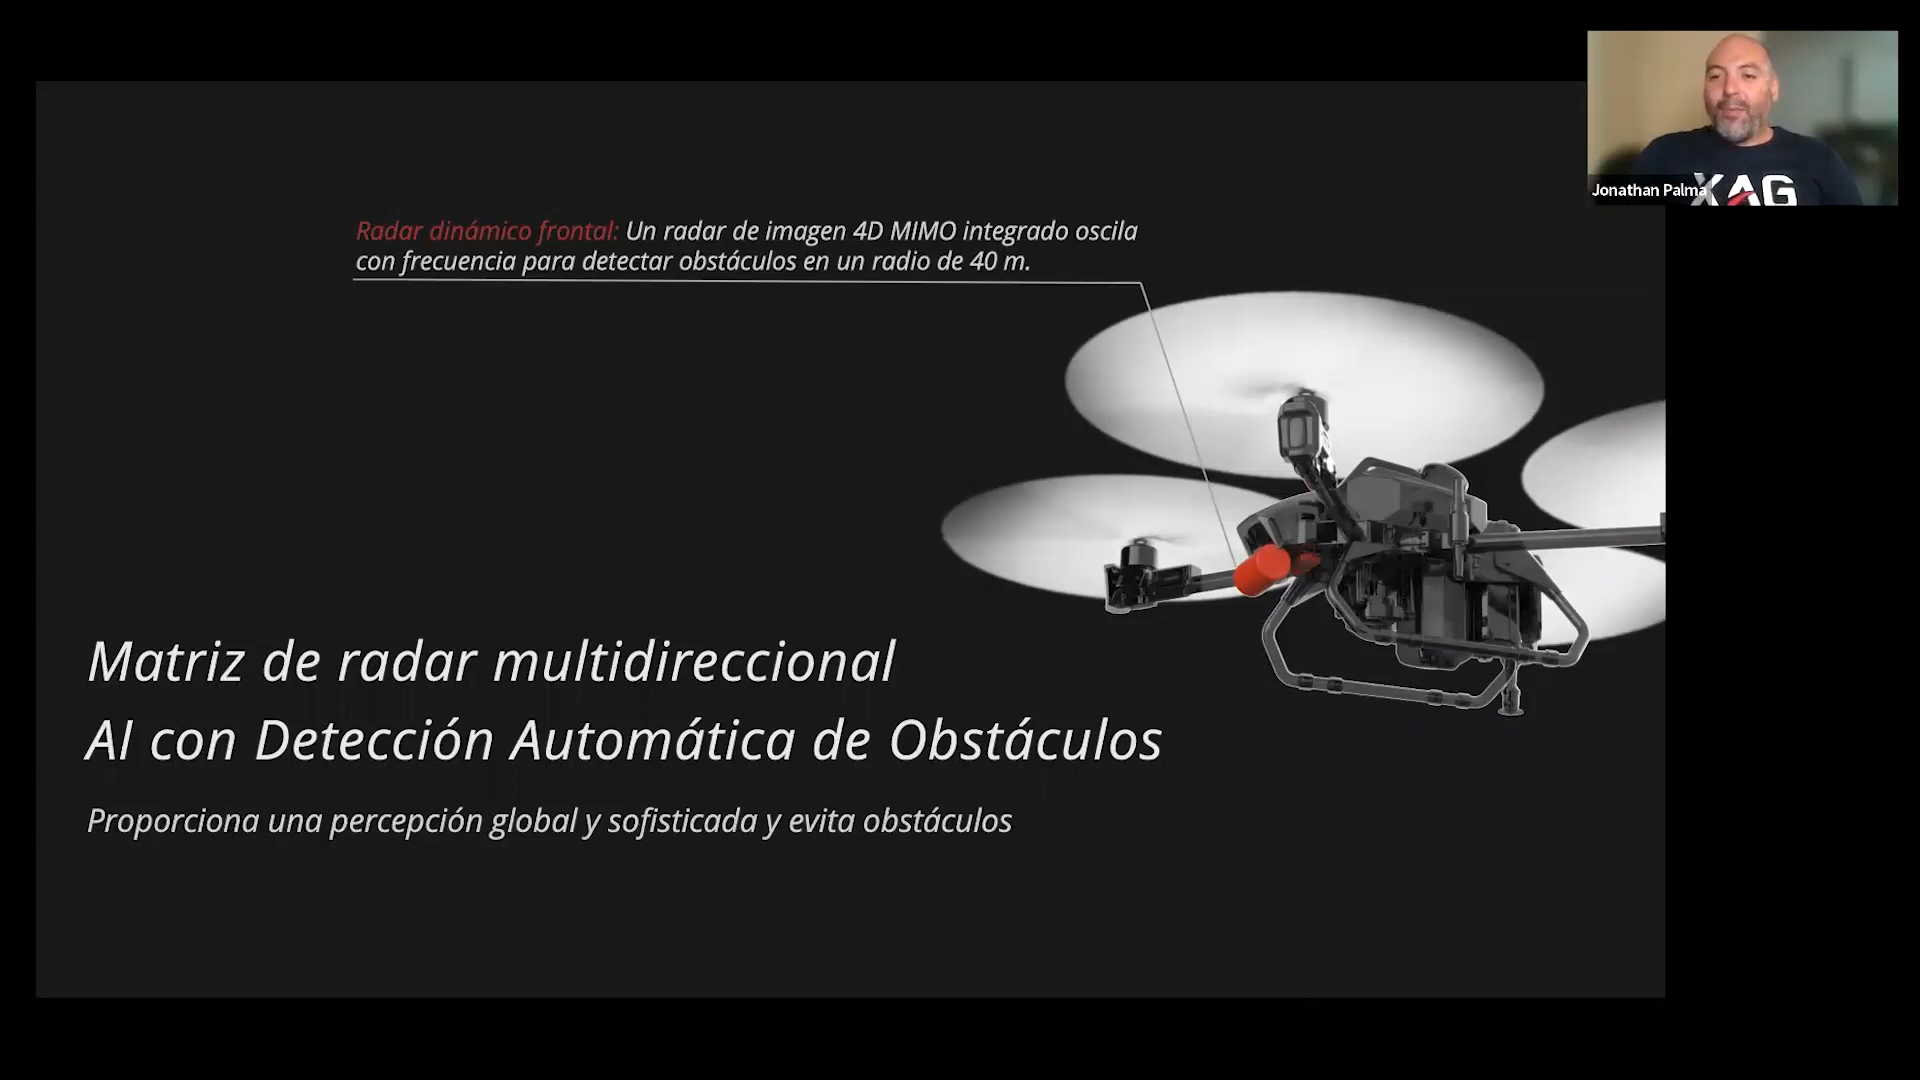 Radar dinámico frontal: Un radar de imagen 4D MIMO integrado oscila
con frecuencia para detectar obstáculos en un radio de 40 m.
Matriz de radar multidireccional
AI con Detección Automática de Obstáculos
Proporciona una percepción global y sofisticada y evita obstáculos
Jonathan Palma
XAG